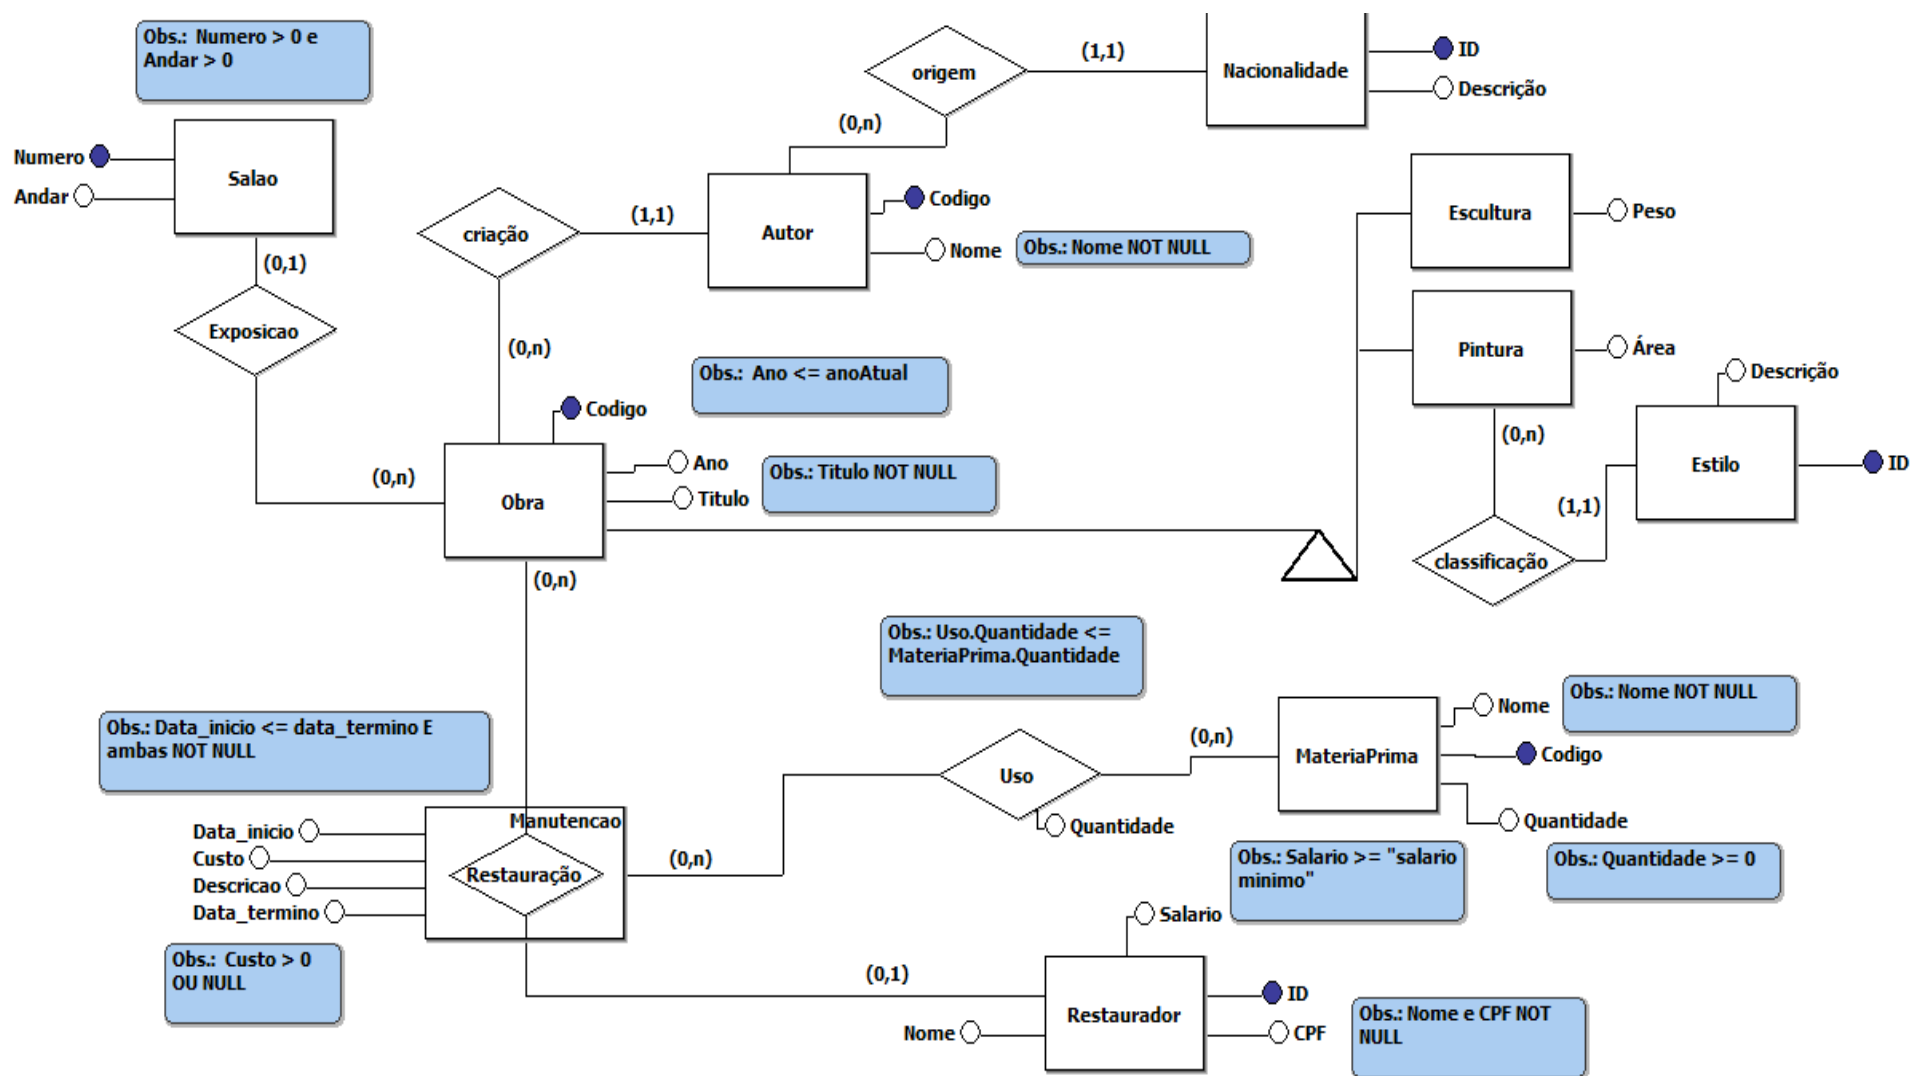 Obs.: Numero > 0 e
Andar > 0
origem
(1,1)
Nacionalidade
ID
Descrição
(0,n)
Numero
Andar
Salao
(0,1)
Exposicao
(0,n)
criação
(1,1)
(0,n)
Autor
Codigo
Nome
Obs.: Nome NOT NULL
Escultura
Peso
Pintura
Área
(0,n)
Descrição
Estilo
ID
(1,1)
classificação
Obs.: Ano <= anoAtual
Codigo
Ano
Titulo
Obs.: Titulo NOT NULL
Obra
(0,n)
Obs.: Uso.Quantidade <=
MateriaPrima.Quantidade
Obs.: Data_inicio <= data_termino E
ambas NOT NULL
Uso
Quantidade
(0,n)
MateriaPrima
Nome
Obs.: Nome NOT NULL
Codigo
Quantidade
Obs.: Quantidade >= 0
Data_inicio
Custo
Descricao
Data_termino
Manutencao
Restauração
(0,n)
Obs.: Custo > 0
OU NULL
Obs.: Salario >= "salario
minimo"
Salario
(0,1)
Restaurador
ID
Nome
CPF
Obs.: Nome e CPF NOT
NULL